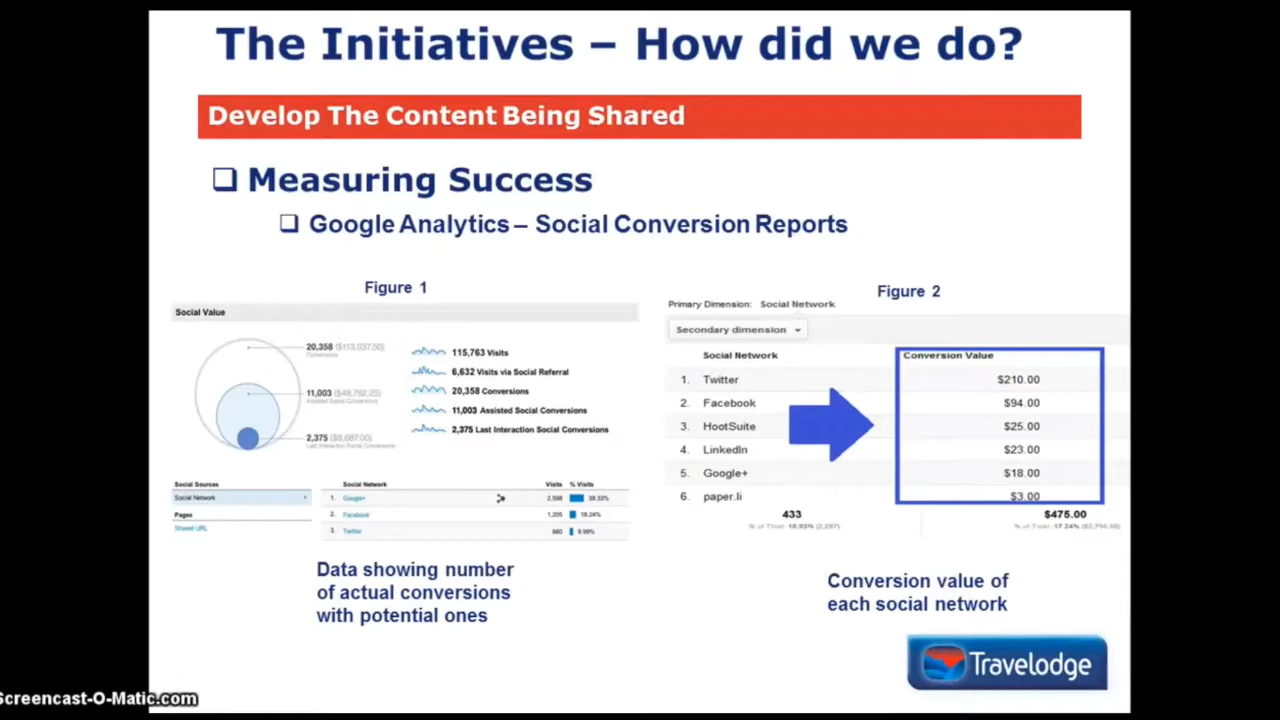 The Initiatives – How did we do?
Develop The Content Being Shared
❑ Measuring Success
❑ Google Analytics – Social Conversion Reports
Figure 1
Social Value
20,358 ($113,037.50)
Conversions
11,003 ($48,762.25)
Assisted Social Conversions
2,375 ($8,687.00)
Last Interaction Social Conversions
115,763 Visits
6,632 Visits via Social Referral
20,358 Conversions
11,003 Assisted Social Conversions
2,375 Last Interaction Social Conversions
Social Sources
Social Network
Pages
Shared URL
Social Network Visits % Visits
1. Google+ 2,598 39.33%
2. Facebook 1,205 18.24%
3. Twitter 660 9.99%
Data showing number
of actual conversions
with potential ones
Figure 2
Primary Dimension: Social Network
Secondary dimension
Social Network Conversion Value
1. Twitter $210.00
2. Facebook $94.00
3. HootSuite $25.00
4. LinkedIn $23.00
5. Google+ $18.00
6. paper.li $3.00
433 $475.00
% of Total: (2,287) % of Total: 17.24%
Conversion value of
each social network
Travelodge
Screencast-O-Matic.com